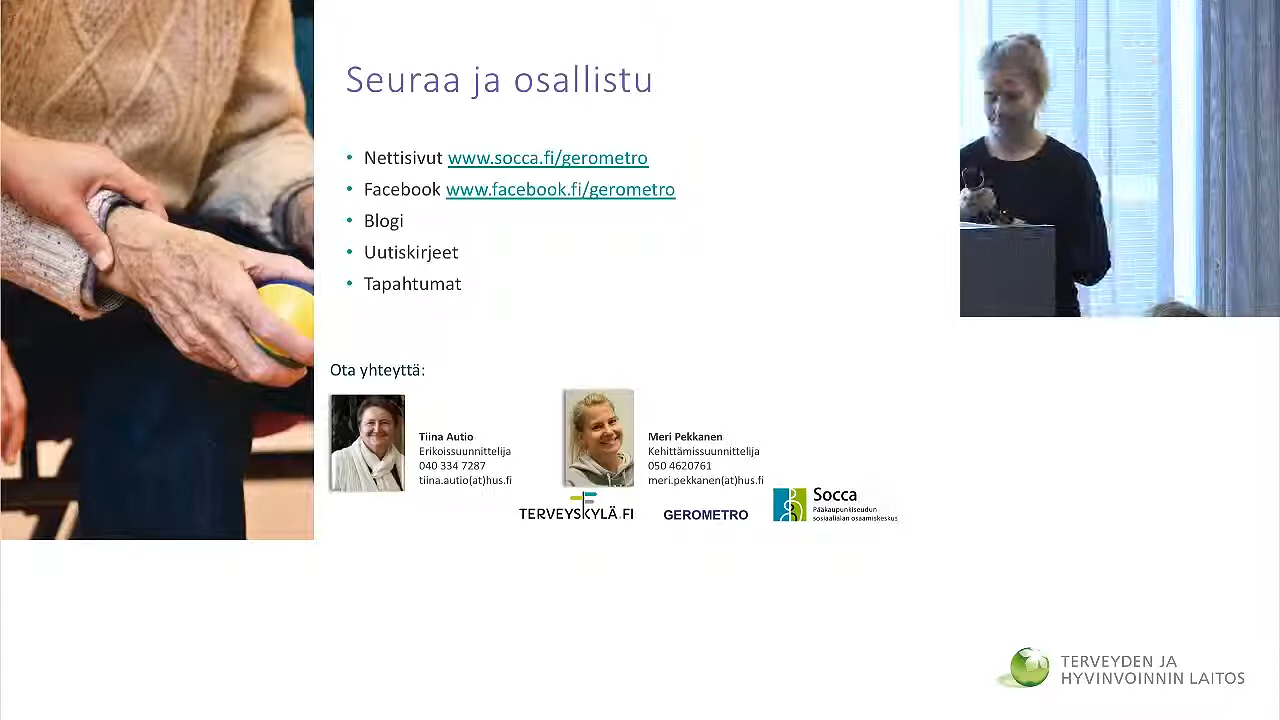 Seuraa ja osallistu
• Nettisivut www.socca.fi/gerometro
• Facebook www.facebook.fi/gerometro
• Blogi
• Uutiskirjeet
• Tapahtumat
Ota yhteyttä:
Tiina Autio
Erikoissuunnittelija
040 334 7287
tiina.autio(at)hus.fi
Meri Pekkanen
Kehittämissuunnittelija
050 4620761
meri.pekkanen(at)hus.fi
TERVEYSKYLÄ.FI
GEROMETRO
Socca
Pääkaupunkiseudun
sosiaalialan osaamiskeskus
TERVEYDEN JA
HYVINVOINNIN LAITOS